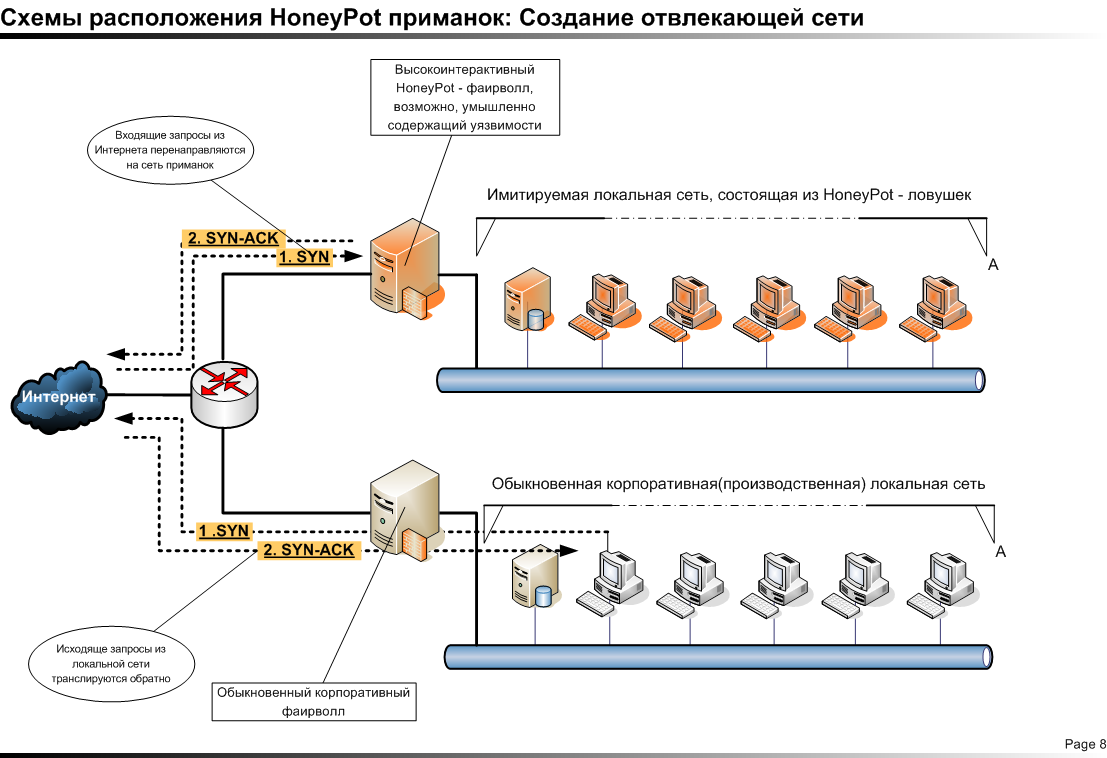 Схемы расположения HoneyPot приманок: Создание отвлекающей сети
Высокоинтерактивный
HoneyPot - фаирволл,
возможно, умышленно
содержащий уязвимости
Входящие запросы из
Интернета перенаправляются
на сеть приманок
Имитируемая локальная сеть, состоящая из HoneyPot - ловушек
A
2. SYN-ACK
1. SYN
Интернет
Обыкновенная корпоративная(производственная) локальная сеть
A
1 .SYN
2. SYN-ACK
Исходяще запросы из
локальной сети
транслируются обратно
Обыкновенный корпоративный
фаирволл
Page 8